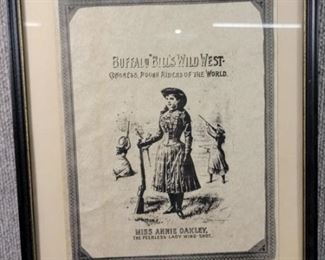 BUFFALO BILL'S WILD WEST-
CONGRESS, ROUGH RIDERS OF THE WORLD.
MISS ANNIE OAKLEY,
THE PEERLESS LADY WING-SHOT.